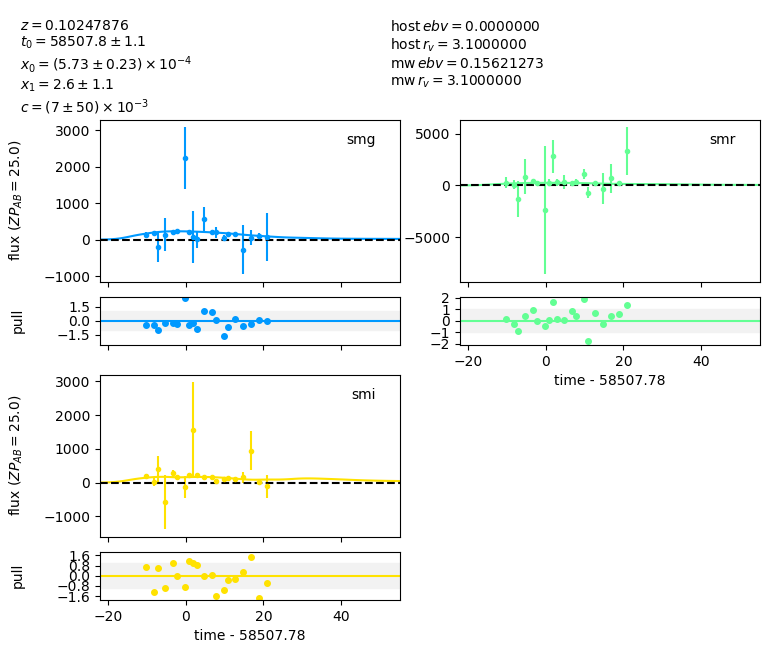 z = 0.10247876
t₀ = 58507.8 ± 1.1
x₀ = (5.73 ± 0.23) × 10⁻⁴
x₁ = 2.6 ± 1.1
c = (7 ± 50) × 10⁻³
host ebv = 0.0000000
host r_v = 3.1000000
mw ebv = 0.15621273
mw r_v = 3.1000000
smg
flux (ZP_AB = 25.0)
3000
2000
1000
0
−1000
pull
1.5
0.0
−1.5
smr
5000
0
−5000
2
1
0
−1
−2
−20 0 20 40
time - 58507.78
smi
flux (ZP_AB = 25.0)
3000
2000
1000
0
−1000
pull
1.6
0.8
0.0
−0.8
−1.6
−20 0 20 40
time - 58507.78